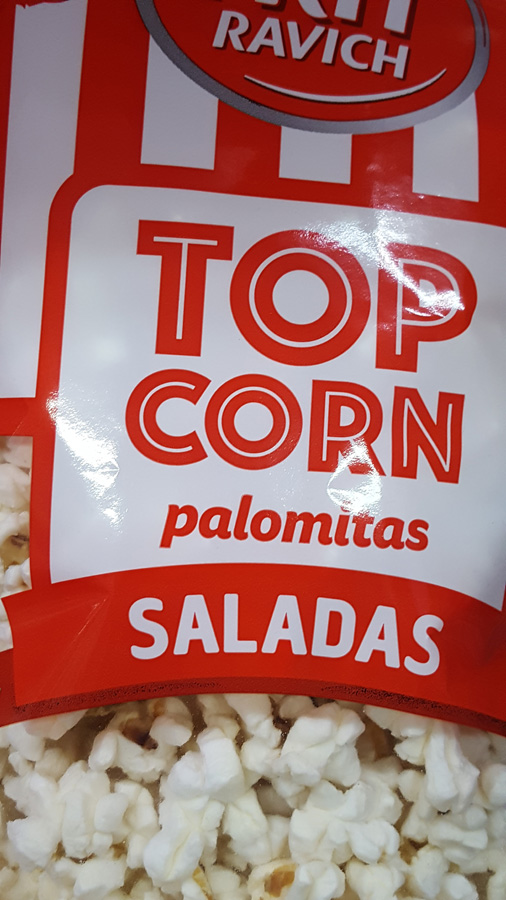 RAVICH
TOP
CORN
palomitas
SALADAS